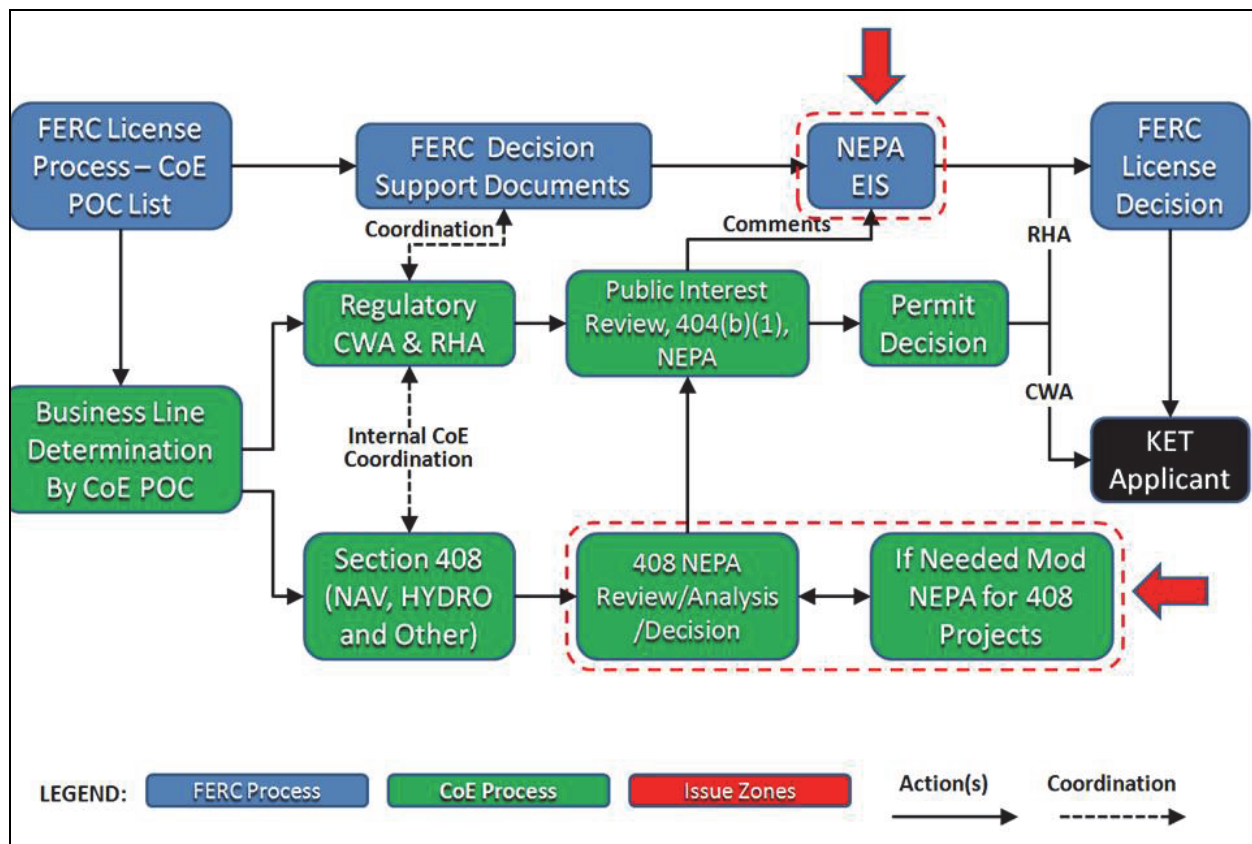 FERC License
Process – CoE
POC List
FERC Decision
Support Documents
NEPA
EIS
FERC
License
Decision
Coordination
Comments
RHA
Regulatory
CWA & RHA
Public Interest
Review, 404(b)(1),
NEPA
Permit
Decision
CWA
Business Line
Determination
By CoE POC
Internal CoE
Coordination
KET
Applicant
Section 408
(NAV, HYDRO
and Other)
408 NEPA
Review/Analysis
/Decision
If Needed Mod
NEPA for 408
Projects
LEGEND:
FERC Process
CoE Process
Issue Zones
Action(s)
Coordination